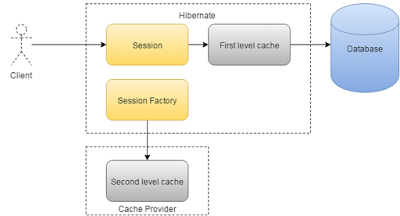 Hibernate
Session
First level cache
Database
Client
Session Factory
Second level cache
Cache Provider